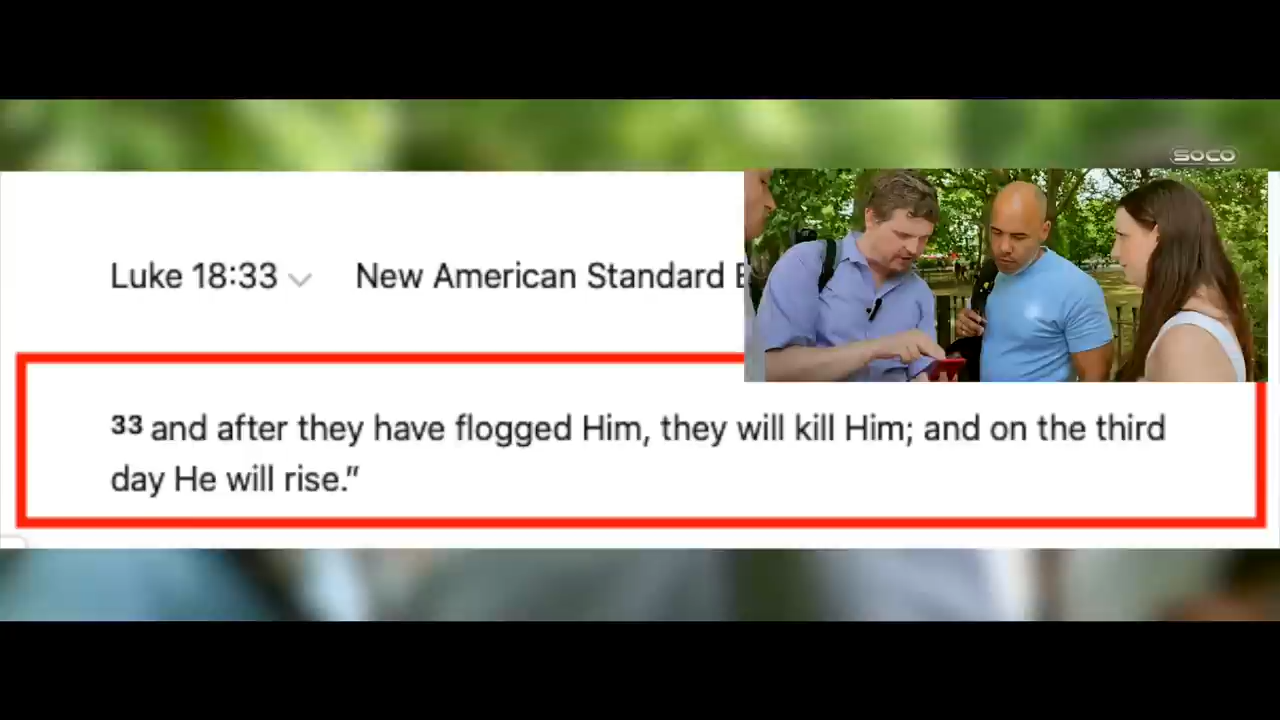 SOCO
Luke 18:33 New American Standard
33 and after they have flogged Him, they will kill Him; and on the third
day He will rise.”